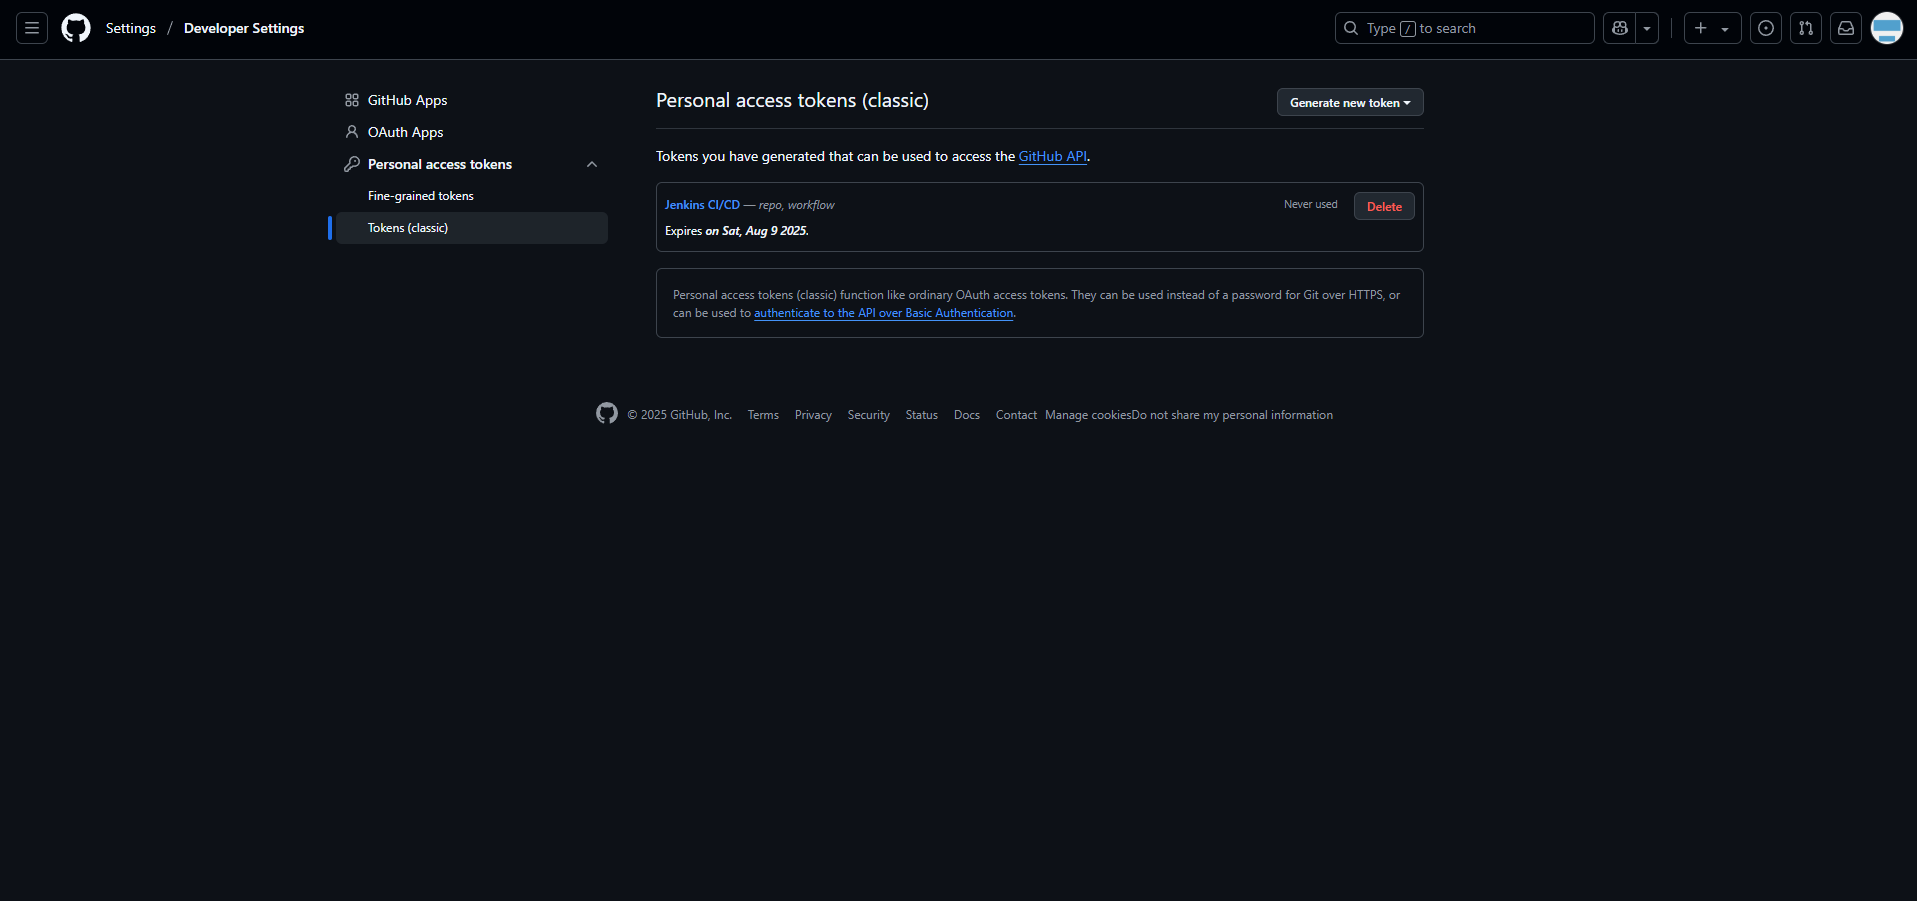 Settings / Developer Settings
Type / to search
GitHub Apps
OAuth Apps
Personal access tokens
Fine-grained tokens
Tokens (classic)
Personal access tokens (classic)
Generate new token
Tokens you have generated that can be used to access the GitHub API.
Jenkins CI/CD — repo, workflow
Never used
Delete
Expires on Sat, Aug 9 2025.
Personal access tokens (classic) function like ordinary OAuth access tokens. They can be used instead of a password for Git over HTTPS, or
can be used to authenticate to the API over Basic Authentication.
© 2025 GitHub, Inc. Terms Privacy Security Status Docs Contact Manage cookiesDo not share my personal information